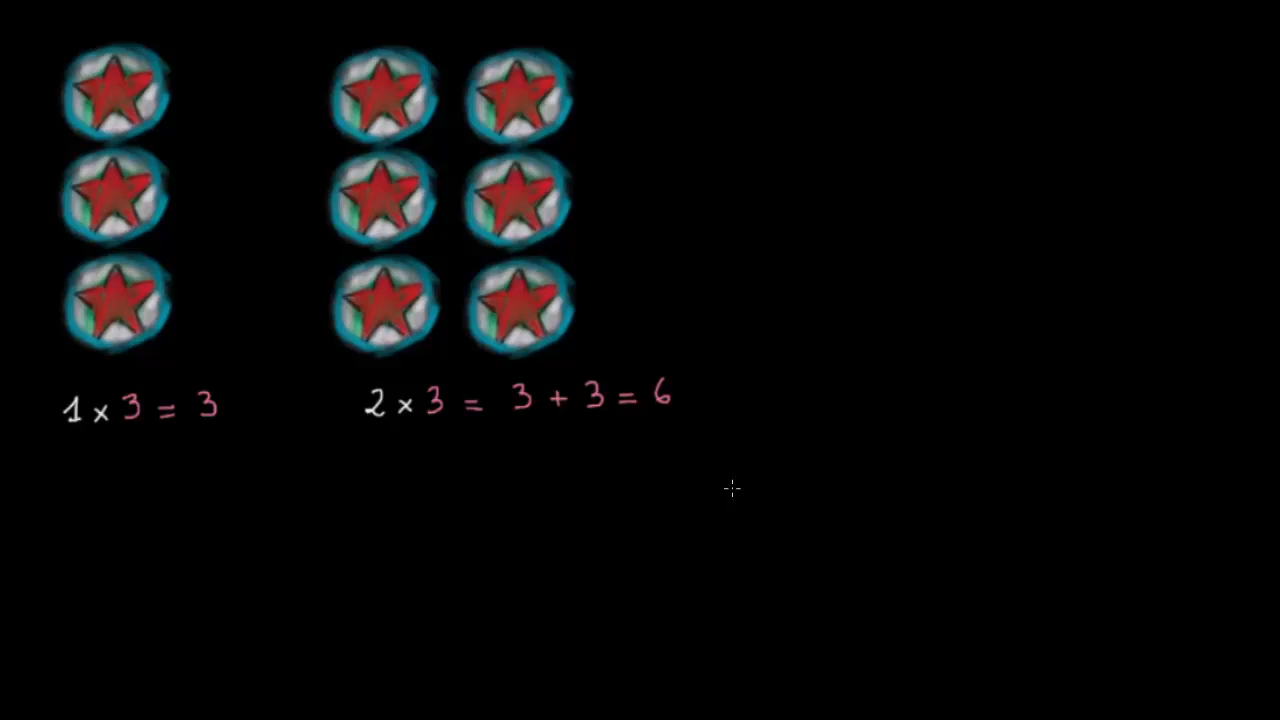 1 × 3 = 3
2 × 3 = 3 + 3 = 6